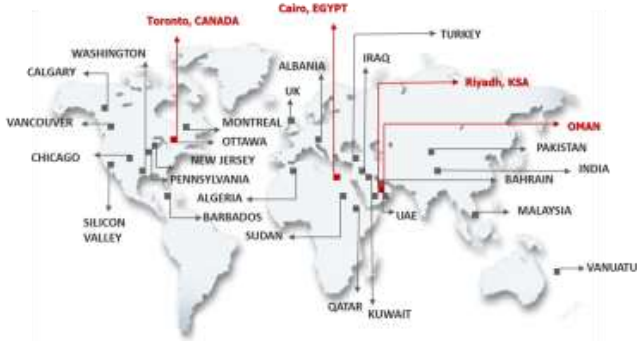 Cairo, EGYPT
Toronto, CANADA
TURKEY
WASHINGTON
ALBANIA
IRAQ
CALGARY
UK
Riyadh, KSA
VANCOUVER
MONTREAL
OMAN
OTTAWA
PAKISTAN
CHICAGO
NEW JERSEY
INDIA
PENNSYLVANIA
BAHRAIN
ALGERIA
BARBADOS
UAE
MALAYSIA
SILICON
VALLEY
SUDAN
VANUATU
QATAR
KUWAIT